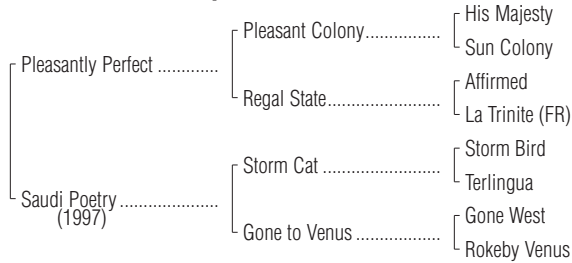 His Majesty
Pleasant Colony.................
Sun Colony
Pleasantly Perfect .............
Affirmed
Regal State........................
La Trinite (FR)
Storm Bird
Storm Cat .........................
Terlingua
Saudi Poetry .....................
(1997)
Gone West
Gone to Venus .................
Rokeby Venus